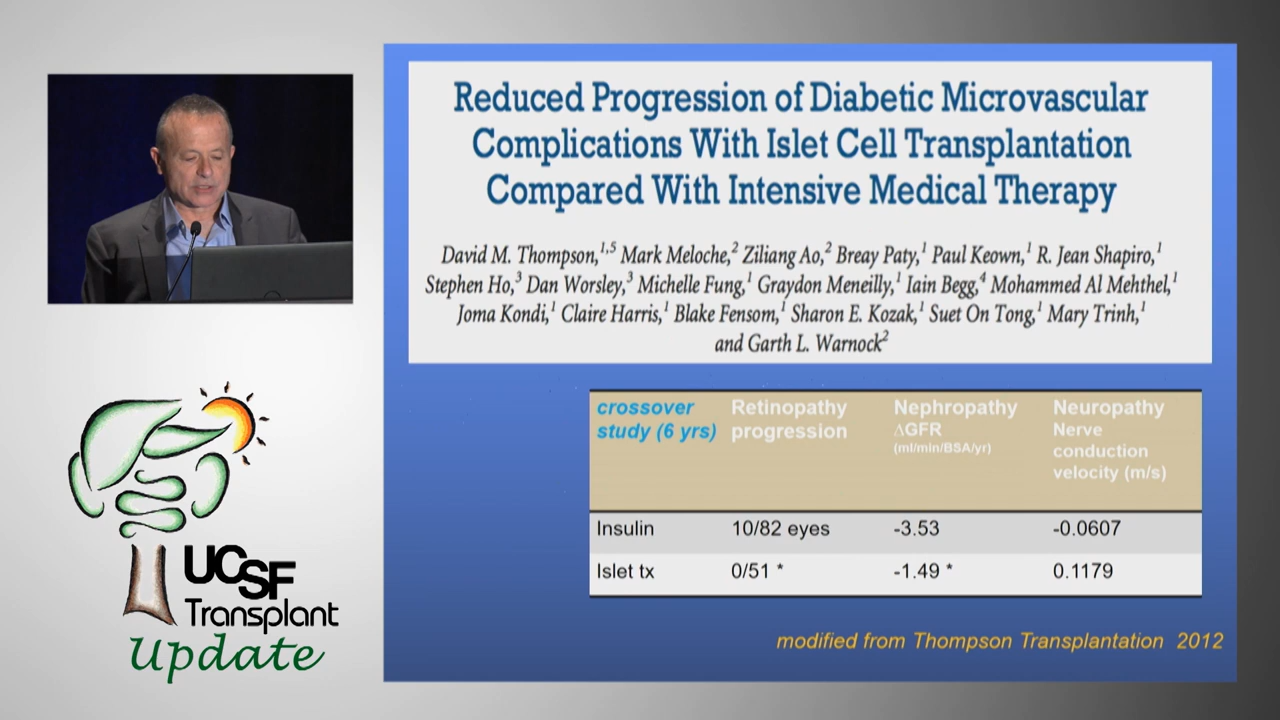 Reduced Progression of Diabetic Microvascular
Complications With Islet Cell Transplantation
Compared With Intensive Medical Therapy
David M. Thompson,1,5 Mark Meloche,2 Ziliang Ao,2 Breay Paty,1 Paul Keown,1 R. Jean Shapiro,1
Stephen Ho,3 Dan Worsley,3 Michelle Fung,1 Graydon Meneilly,1 Iain Begg,4 Mohammed Al Mehthel,1
Joma Kondi,1 Claire Harris,1 Blake Fensom,1 Sharon E. Kozak,1 Suet On Tong,1 Mary Trinh,1
and Garth L. Warnock2
crossover study (6 yrs) Retinopathy progression Nephropathy ΔGFR (ml/min/BSA/yr) Neuropathy Nerve conduction velocity (m/s)
Insulin 10/82 eyes -3.53 -0.0607
Islet tx 0/51 * -1.49 * 0.1179
modified from Thompson Transplantation 2012
UCSF
Transplant
Update